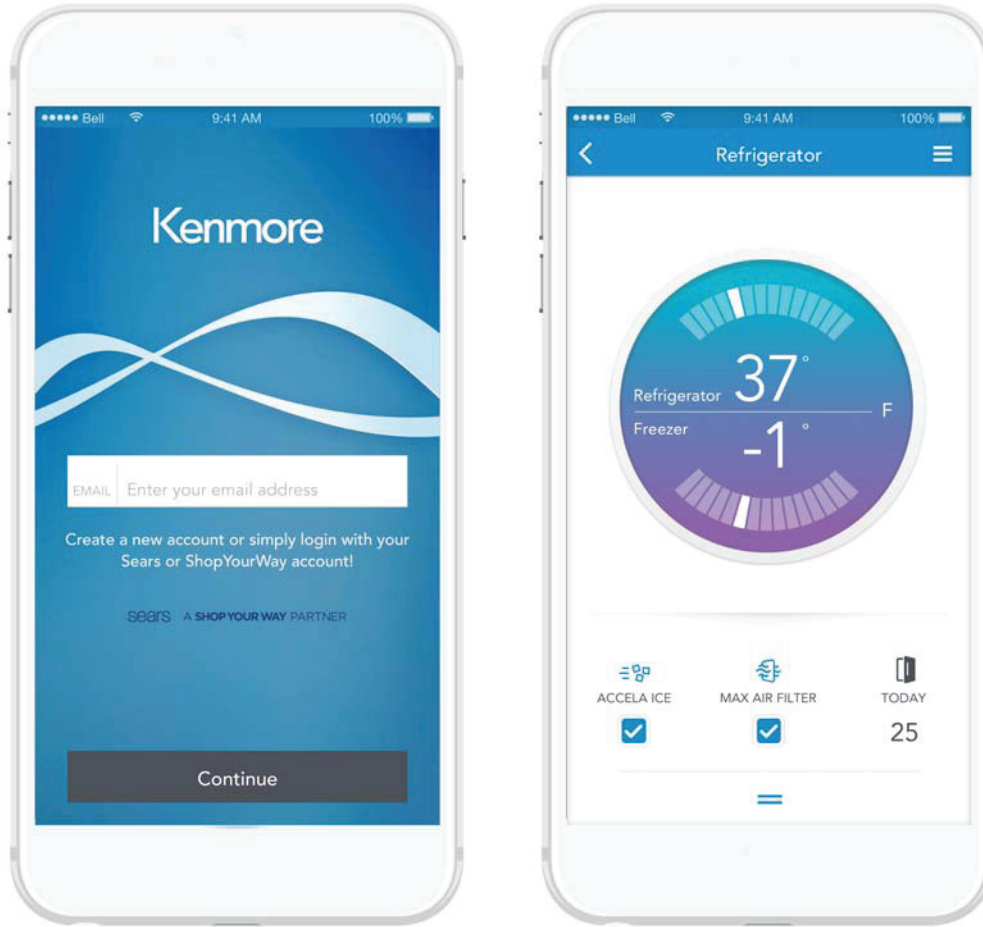 Bell 9:41 AM 100%
Kenmore
EMAIL Enter your email address
Create a new account or simply login with your
Sears or ShopYourWay account!
sears A SHOP YOUR WAY PARTNER
Continue
Bell 9:41 AM 100%
Refrigerator
Refrigerator 37°
F
Freezer -1°
ACCELA ICE MAX AIR FILTER TODAY
25